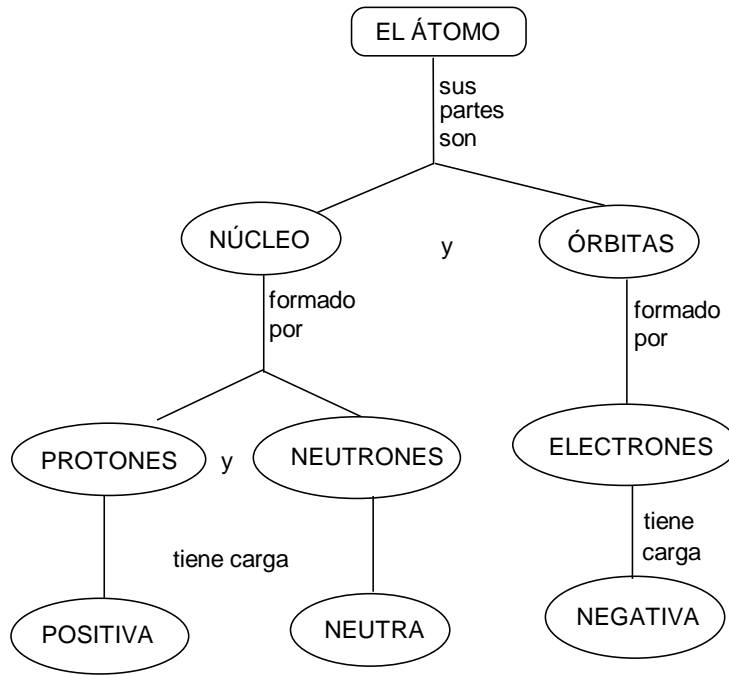 EL ÁTOMO
sus
partes
son
NÚCLEO
y
ÓRBITAS
formado
por
formado
por
PROTONES
y
NEUTRONES
ELECTRONES
tiene carga
tiene
carga
POSITIVA
NEUTRA
NEGATIVA